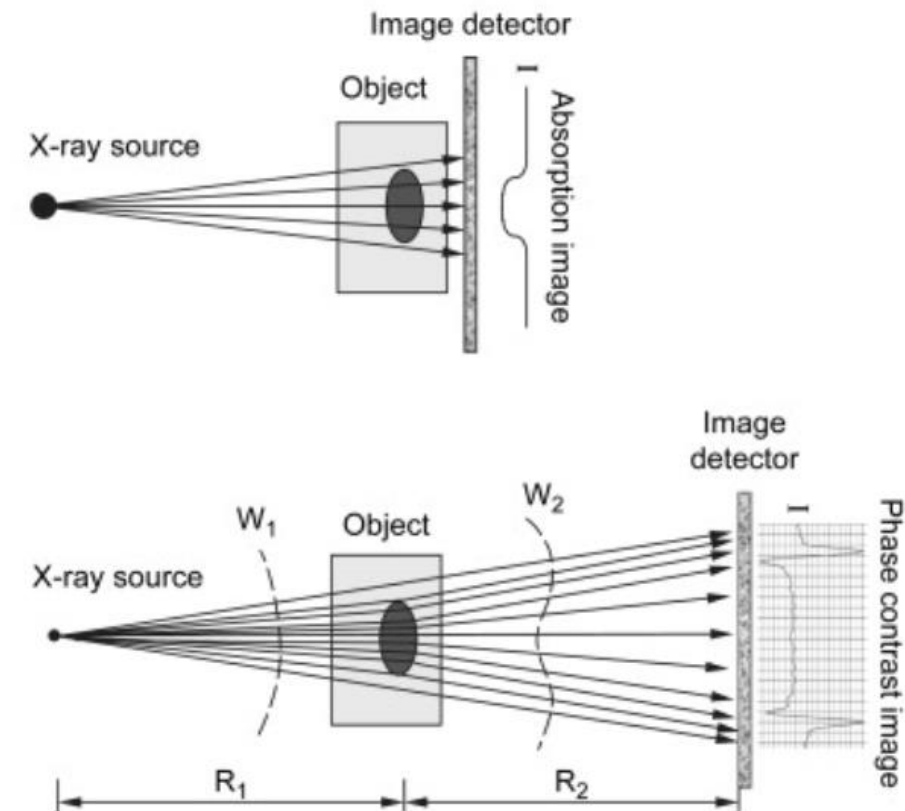 Image detector
Object
X-ray source
I
Absorption image
Image
detector
W1
W2
Object
X-ray source
I
Phase contrast image
R1
R2